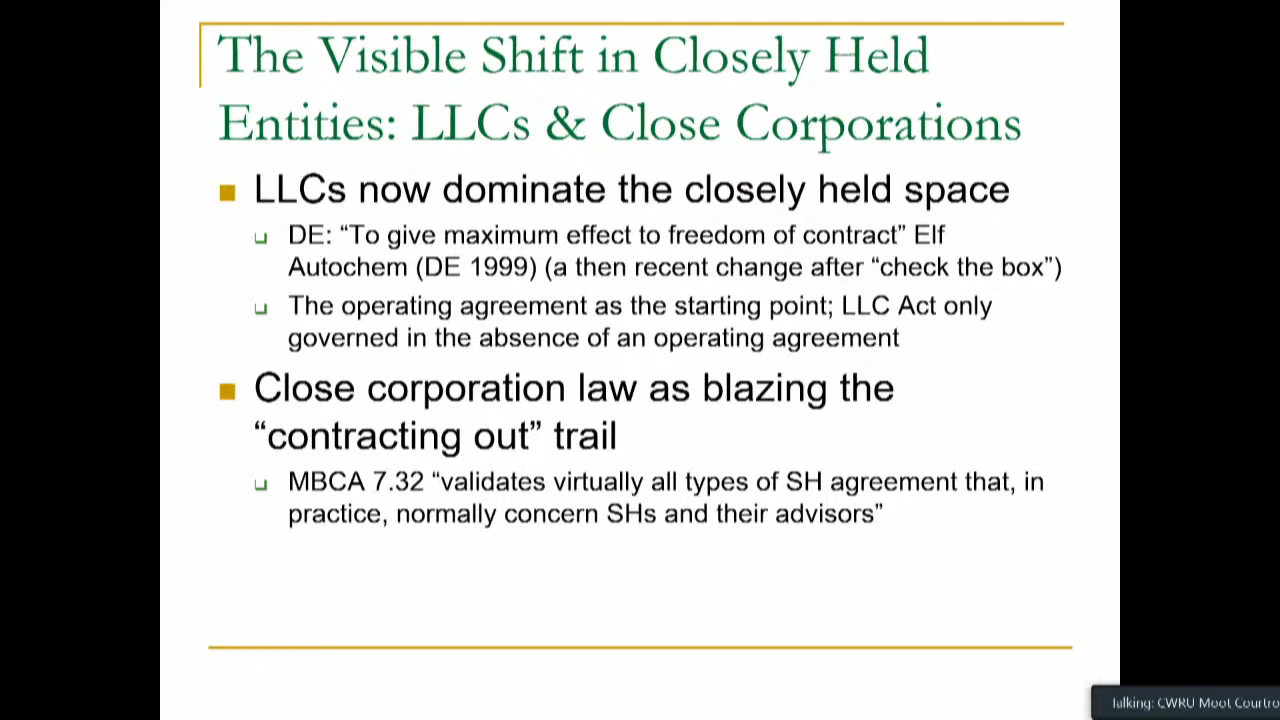 The Visible Shift in Closely Held
Entities: LLCs & Close Corporations
LLCs now dominate the closely held space
DE: “To give maximum effect to freedom of contract” Elf
Autochem (DE 1999) (a then recent change after “check the box”)
The operating agreement as the starting point; LLC Act only
governed in the absence of an operating agreement
Close corporation law as blazing the
“contracting out” trail
MBCA 7.32 “validates virtually all types of SH agreement that, in
practice, normally concern SHs and their advisors”
Talking: CWRU Moot Courtro